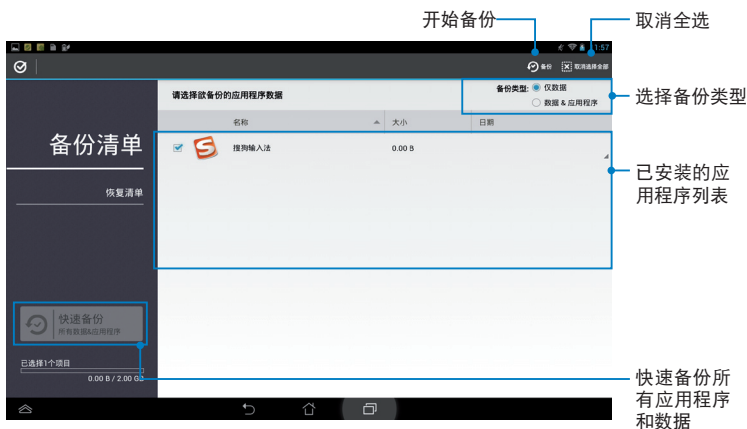 开始备份
取消全选
1:57
备份
取消选择全部
请选择欲备份的应用程序数据
备份类型:
仅数据
数据 & 应用程序
选择备份类型
名称
大小
日期
备份清单
搜狗输入法
0.00 B
已安装的应
用程序列表
恢复清单
快速备份
所有数据&应用程序
已选择1个项目
0.00 B / 2.00 GB
快速备份所
有应用程序
和数据